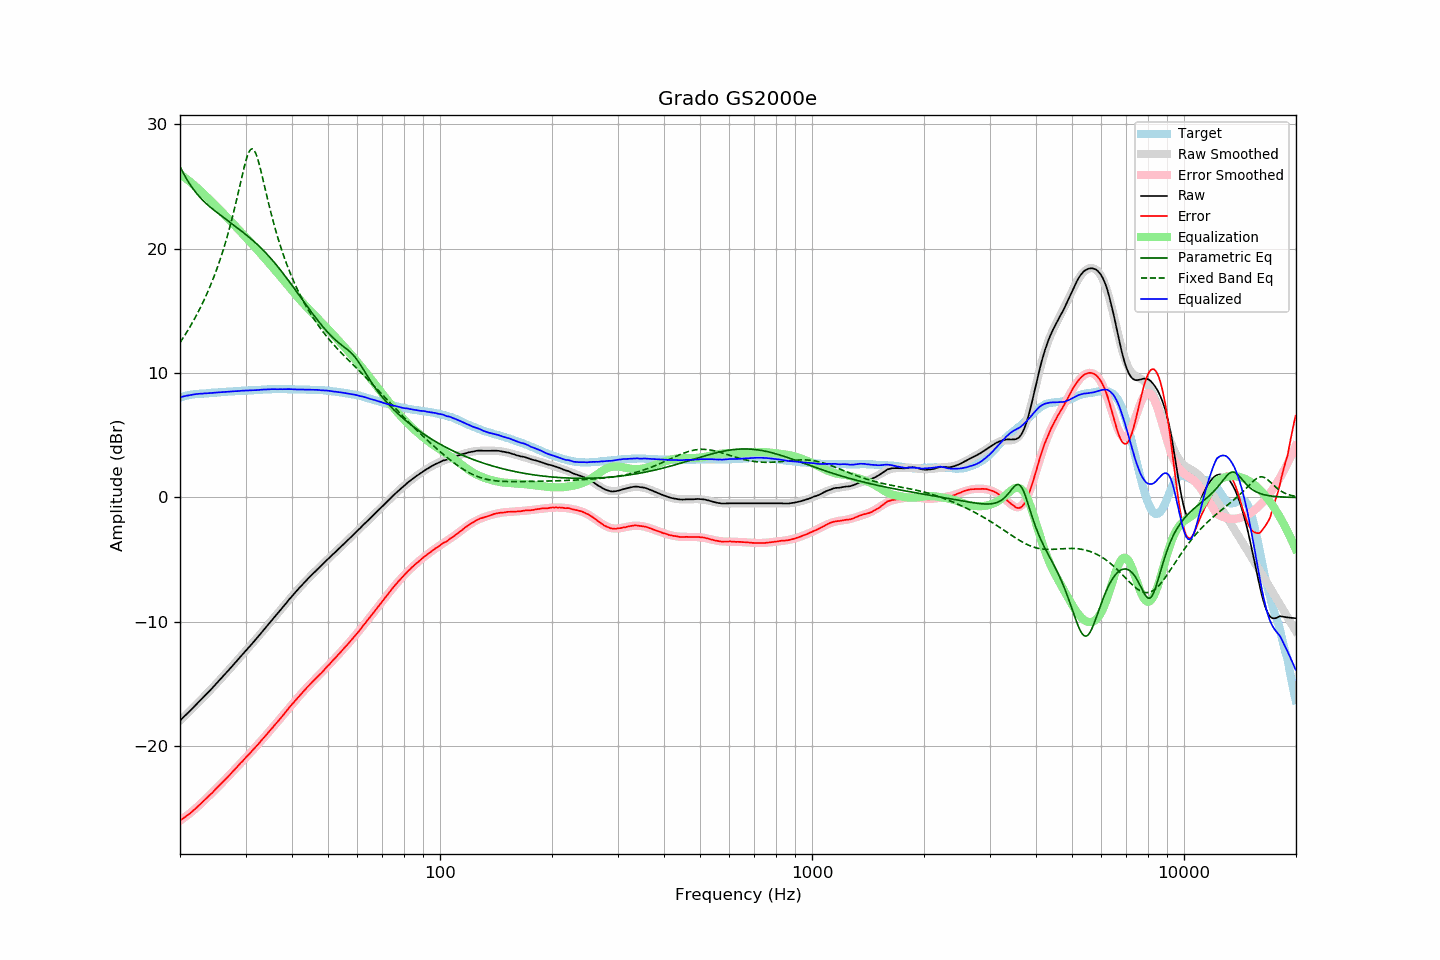 Grado GS2000e
30
20
10
0
−10
−20
Amplitude (dBr)
Target
Raw Smoothed
Error Smoothed
Raw
Error
Equalization
Parametric Eq
Fixed Band Eq
Equalized
100
1000
10000
Frequency (Hz)